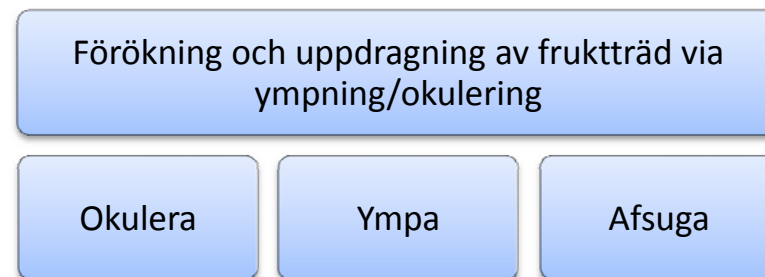 Förökning och uppdragning av fruktträd via
ympning/okulering
Okulera
Ympa
Afsuga